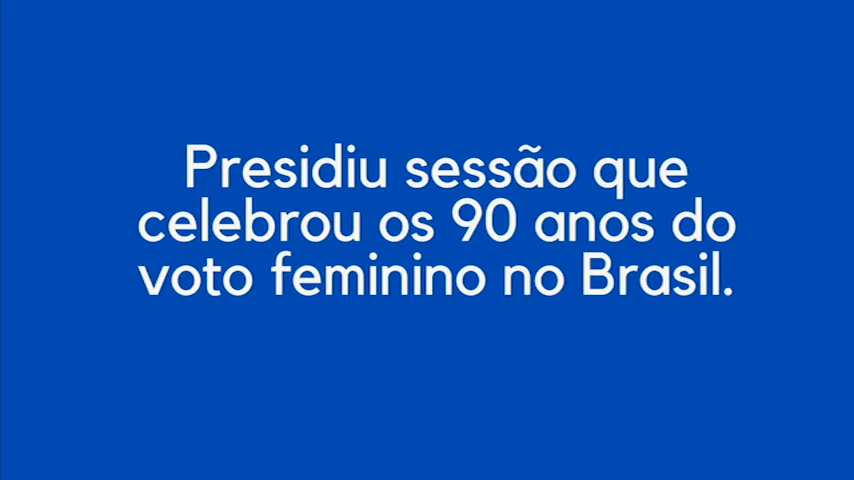 Presidiu sessão que
celebrou os 90 anos do
voto feminino no Brasil.